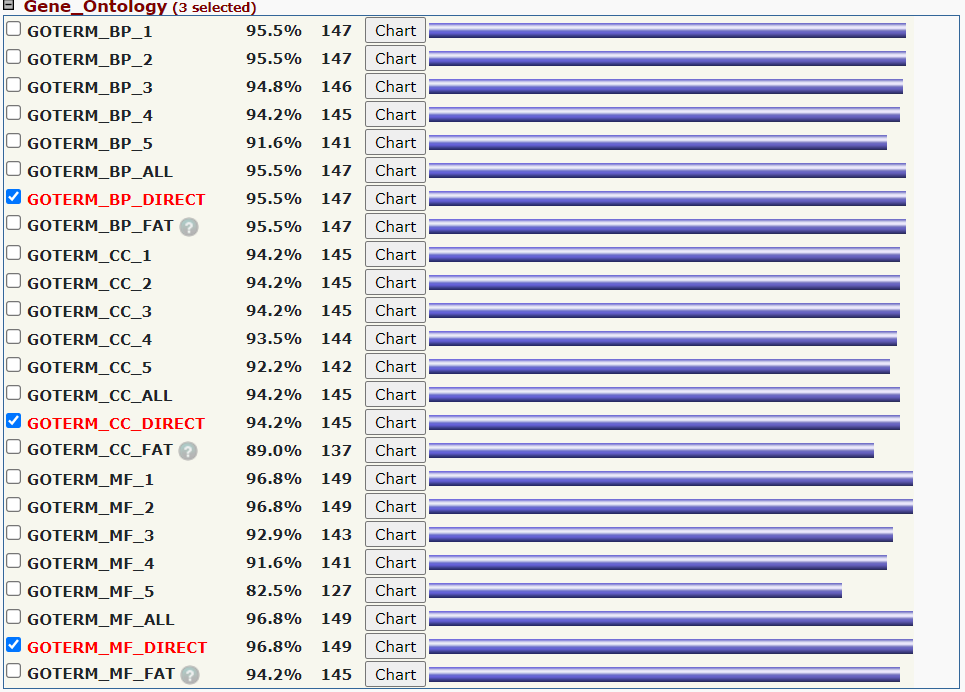 Gene_Ontology (3 selected)
GOTERM_BP_1 95.5% 147 Chart
GOTERM_BP_2 95.5% 147 Chart
GOTERM_BP_3 94.8% 146 Chart
GOTERM_BP_4 94.2% 145 Chart
GOTERM_BP_5 91.6% 141 Chart
GOTERM_BP_ALL 95.5% 147 Chart
GOTERM_BP_DIRECT 95.5% 147 Chart
GOTERM_BP_FAT ? 95.5% 147 Chart
GOTERM_CC_1 94.2% 145 Chart
GOTERM_CC_2 94.2% 145 Chart
GOTERM_CC_3 94.2% 145 Chart
GOTERM_CC_4 93.5% 144 Chart
GOTERM_CC_5 92.2% 142 Chart
GOTERM_CC_ALL 94.2% 145 Chart
GOTERM_CC_DIRECT 94.2% 145 Chart
GOTERM_CC_FAT ? 89.0% 137 Chart
GOTERM_MF_1 96.8% 149 Chart
GOTERM_MF_2 96.8% 149 Chart
GOTERM_MF_3 92.9% 143 Chart
GOTERM_MF_4 91.6% 141 Chart
GOTERM_MF_5 82.5% 127 Chart
GOTERM_MF_ALL 96.8% 149 Chart
GOTERM_MF_DIRECT 96.8% 149 Chart
GOTERM_MF_FAT ? 94.2% 145 Chart